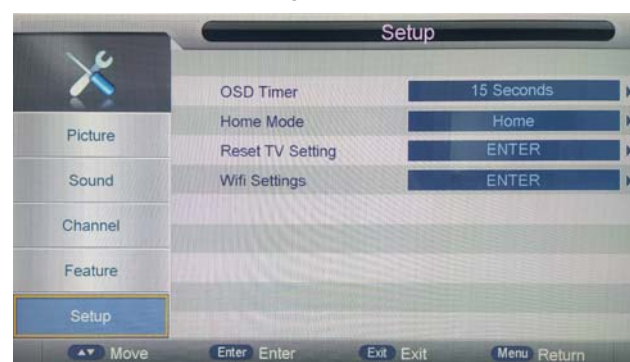 Setup
OSD Timer 15 Seconds
Home Mode Home
Reset TV Setting ENTER
Wifi Settings ENTER
Picture
Sound
Channel
Feature
Setup
Move Enter Enter Exit Exit Menu Return